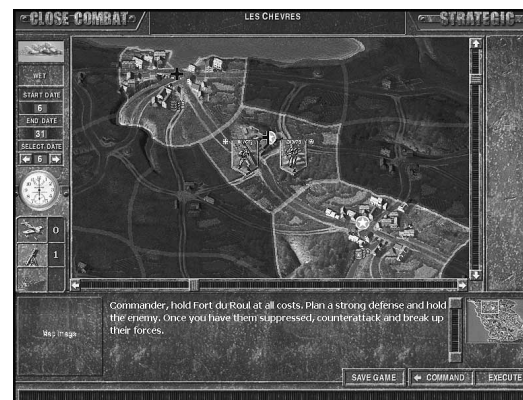 CLOSE COMBAT
LES CHEVRES
STRATEGIC
WET
START DATE
6
END DATE
31
SELECT DATE
6
0
1
Map Image
Commander, hold Fort du Roul at all costs. Plan a strong defense and hold
the enemy. Once you have them suppressed, counterattack and break up
their forces.
SAVE GAME
COMMAND
EXECUTE